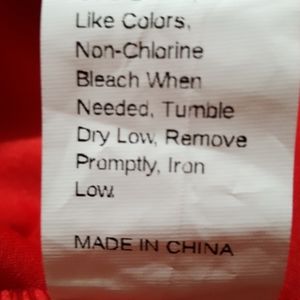 Like Colors,
Non-Chlorine
Bleach When
Needed, Tumble
Dry Low, Remove
Promptly, Iron
Low.
MADE IN CHINA